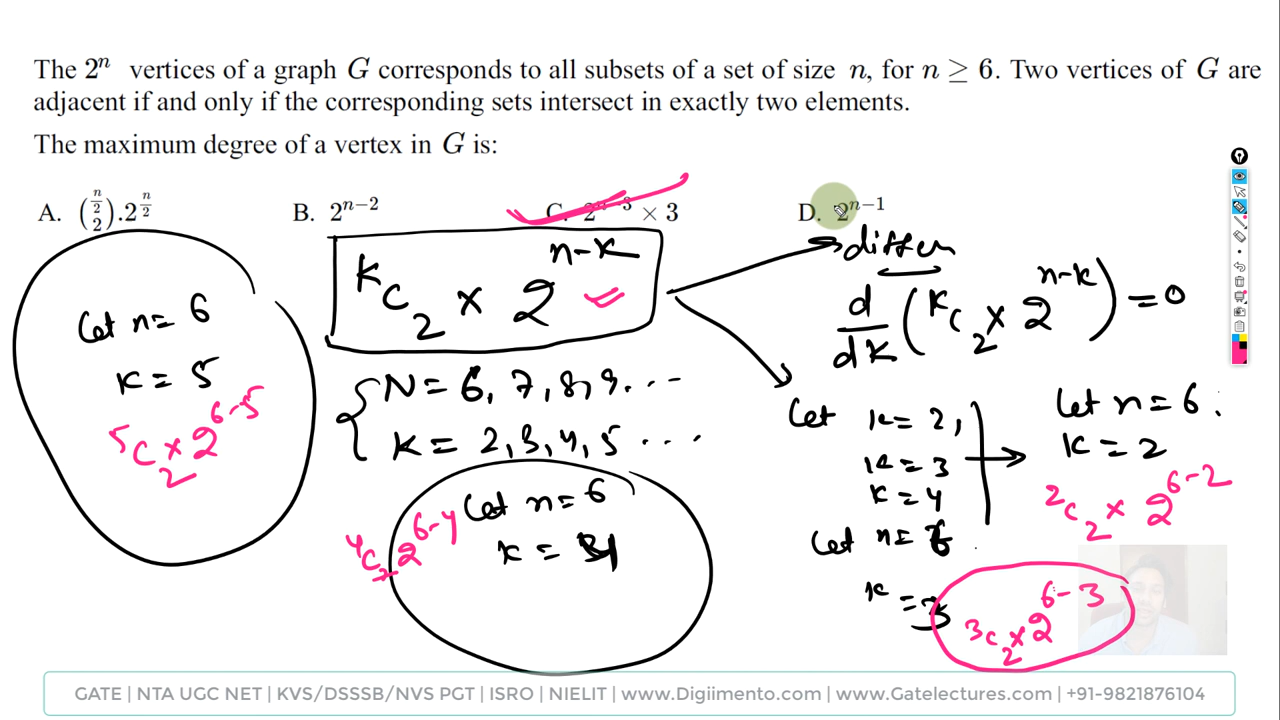 The 2ⁿ vertices of a graph G corresponds to all subsets of a set of size n, for n ≥ 6. Two vertices of G are
adjacent if and only if the corresponding sets intersect in exactly two elements.
The maximum degree of a vertex in G is:
A. (n/2 2).2^(n/2) B. 2^(n−2) C. 2^(n−3) × 3 D. 2^(n−1)
Let n = 6
K = 5
5C2 × 2^(6-5)
KC2 × 2^(n-K)
N = 6, 7, 8, 9, ...
K = 2, 3, 4, 5 ...
Let n = 6
K = 4
4C2 2^(6-4)
differn
d/dK (KC2 × 2^(n-K)) = 0
Let K = 2,
K = 3
K = 4
Let n = 6
K = 3
3C2 × 2^(6-3)
Let n = 6
K = 2
2C2 × 2^(6-2)
GATE | NTA UGC NET | KVS/DSSSB/NVS PGT | ISRO | NIELIT | www.Digiimento.com | www.Gatelectures.com | +91-9821876104